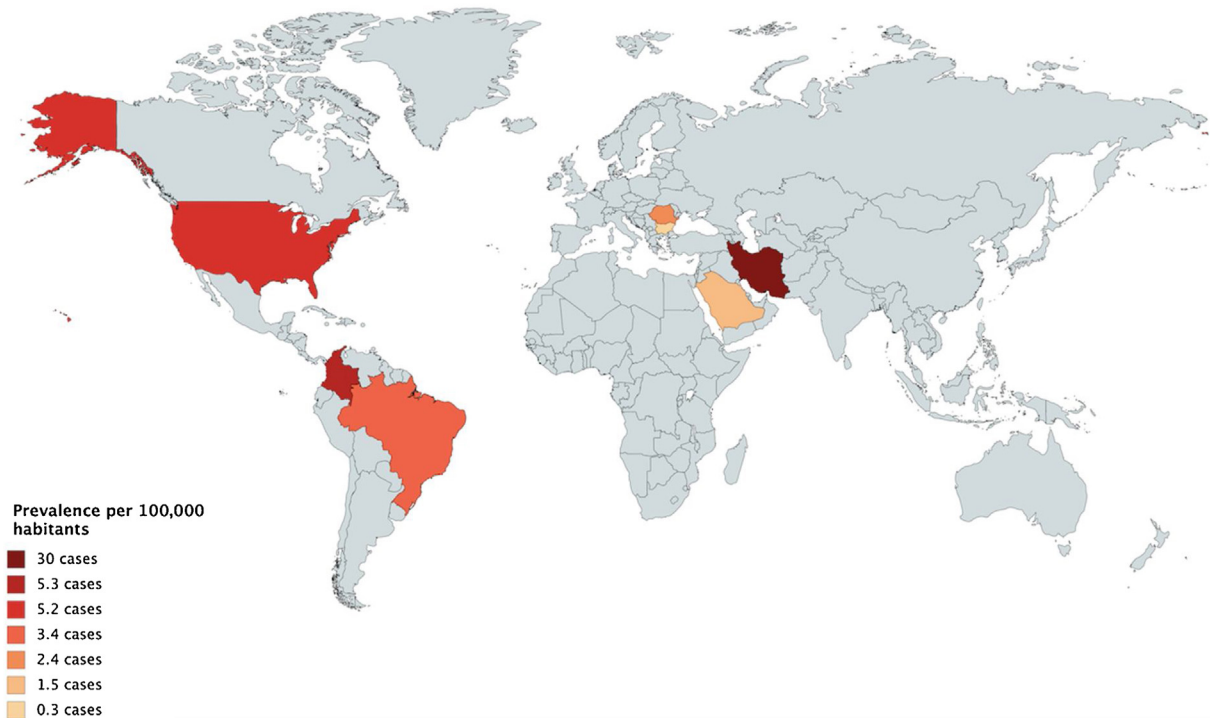 Prevalence per 100,000
habitants
30 cases
5.3 cases
5.2 cases
3.4 cases
2.4 cases
1.5 cases
0.3 cases